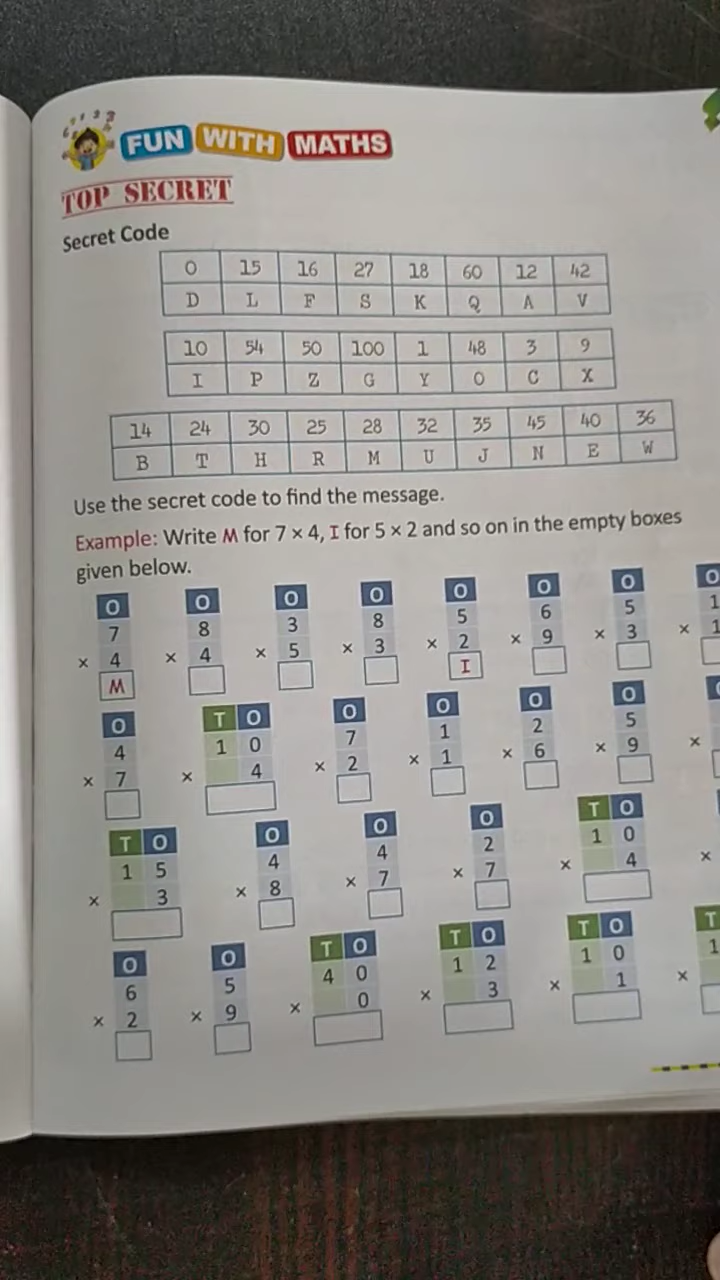 FUN WITH MATHS
TOP SECRET
Secret Code
0 15 16 27 18 60 12 42
D L F S K Q A V
10 54 50 100 1 48 3 9
I P Z G Y O C X
14 24 30 25 28 32 35 45 40 36
B T H R M U J N E W
Use the secret code to find the message.
Example: Write M for 7 × 4, I for 5 × 2 and so on in the empty boxes
given below.
O O O O O O O O
7 8 3 8 5 6 5 1
× 4 × 4 × 5 × 3 × 2 × 9 × 3 × 1
M I
O T O O O O O
4 1 0 7 1 2 5
× 7 × 4 × 2 × 1 × 6 × 9 ×
T O O O O T O
1 5 4 4 2 1 0
× 3 × 8 × 7 × 7 × 4 ×
O O T O T O T O T
6 5 4 0 1 2 1 0 1
× 2 × 9 × 0 × 3 × 1 ×